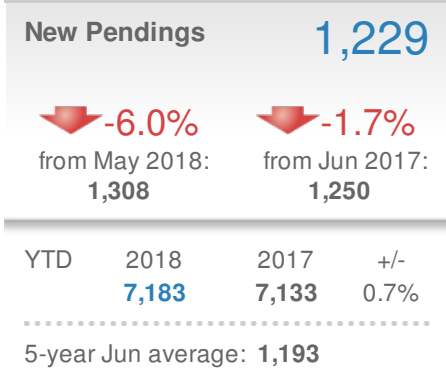 New Pendings 1,229
-6.0% -1.7%
from May 2018: from Jun 2017:
1,308 1,250
YTD 2018 2017 +/-
7,183 7,133 0.7%
5-year Jun average: 1,193